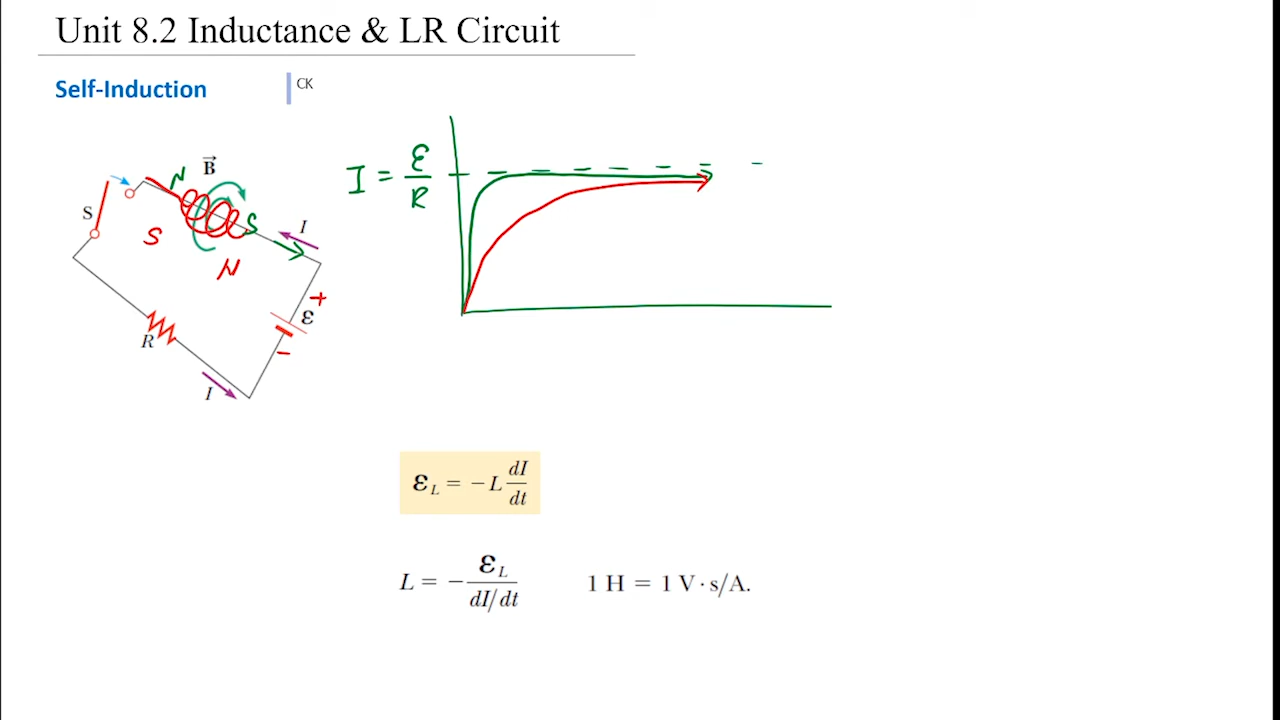 Unit 8.2 Inductance & LR Circuit
Self-Induction
CK
I = ε/R
B
N
S
S
S
N
I
+
ε
-
R
I
ε_L = −L dI/dt
L = − ε_L / dI/dt
1 H = 1 V·s/A.